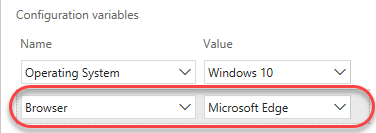 Configuration variables
Name Value
Operating System Windows 10
Browser Microsoft Edge